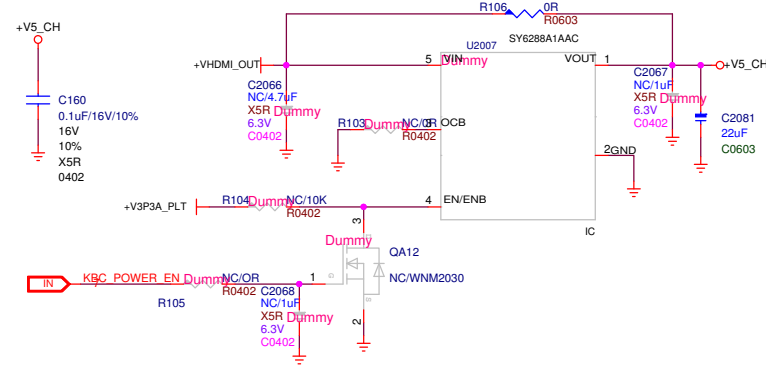 R106
0R
R0603
+V5_CH
SY6288A1AAC
U2007
+VHDMI_OUT
5
VIN
Dummy
VOUT
1
+V5_CH
C160
0.1uF/16V/10%
16V
10%
X5R
0402
C2066
NC/4.7uF
X5R
Dummy
6.3V
C0402
C2067
NC/1uF
X5R
Dummy
6.3V
C0402
C2081
22uF
C0603
R103
Dummy
NC/0R
R0402
3
OCB
2
GND
+V3P3A_PLT
R104
Dummy
NC/10K
R0402
4
EN/ENB
IC
3
Dummy
QA12
NC/WNM2030
IN
KBC_POWER_EN
Dummy
NC/OR
R0402
R105
1
G
D
S
2
C2068
NC/1uF
X5R
Dummy
6.3V
C0402